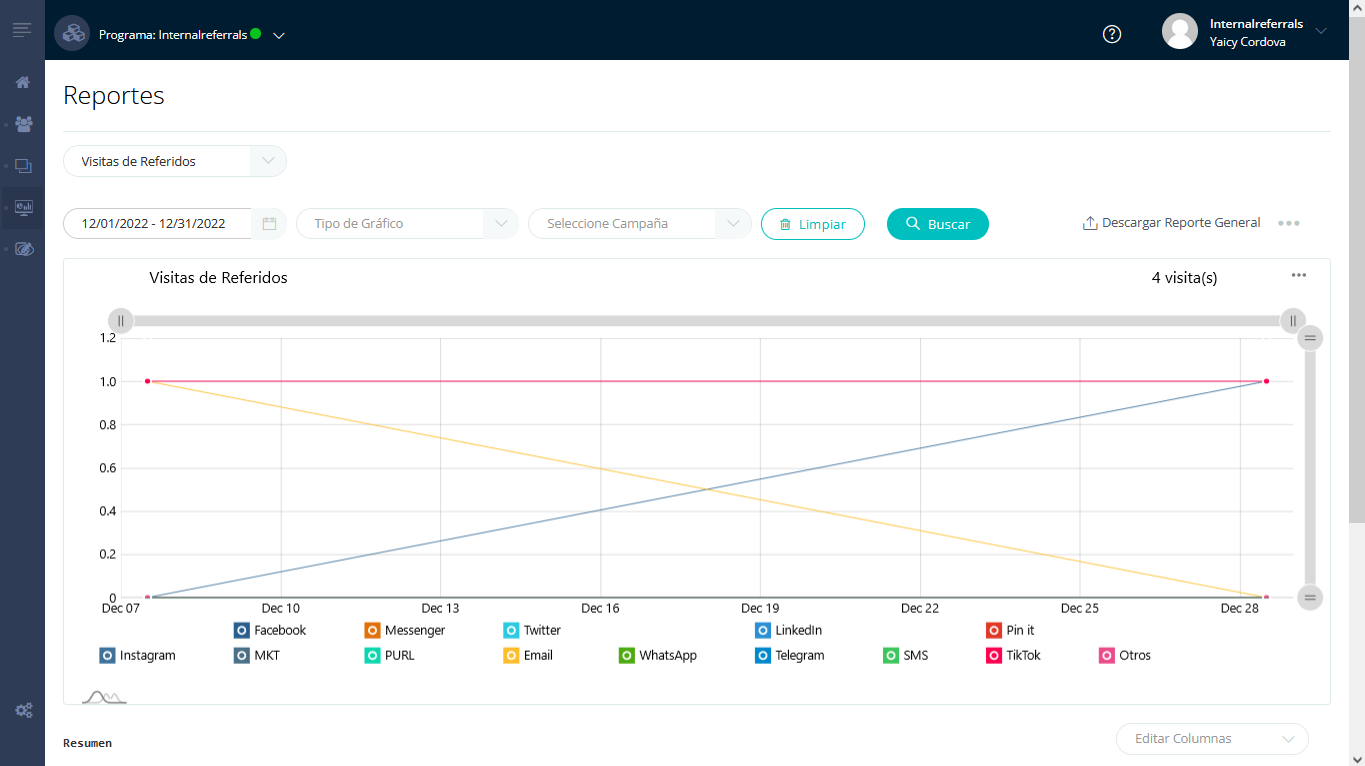 Programa: Internalreferrals
Internalreferrals
Yaicy Cordova
Reportes
Visitas de Referidos
12/01/2022 - 12/31/2022
Tipo de Gráfico
Seleccione Campaña
Limpiar
Buscar
Descargar Reporte General
Visitas de Referidos
4 visita(s)
1.2
1.0
0.8
0.6
0.4
0.2
0
Dec 07 Dec 10 Dec 13 Dec 16 Dec 19 Dec 22 Dec 25 Dec 28
Facebook Messenger Twitter LinkedIn Pin it
Instagram MKT PURL Email WhatsApp Telegram SMS TikTok Otros
Resumen
Editar Columnas